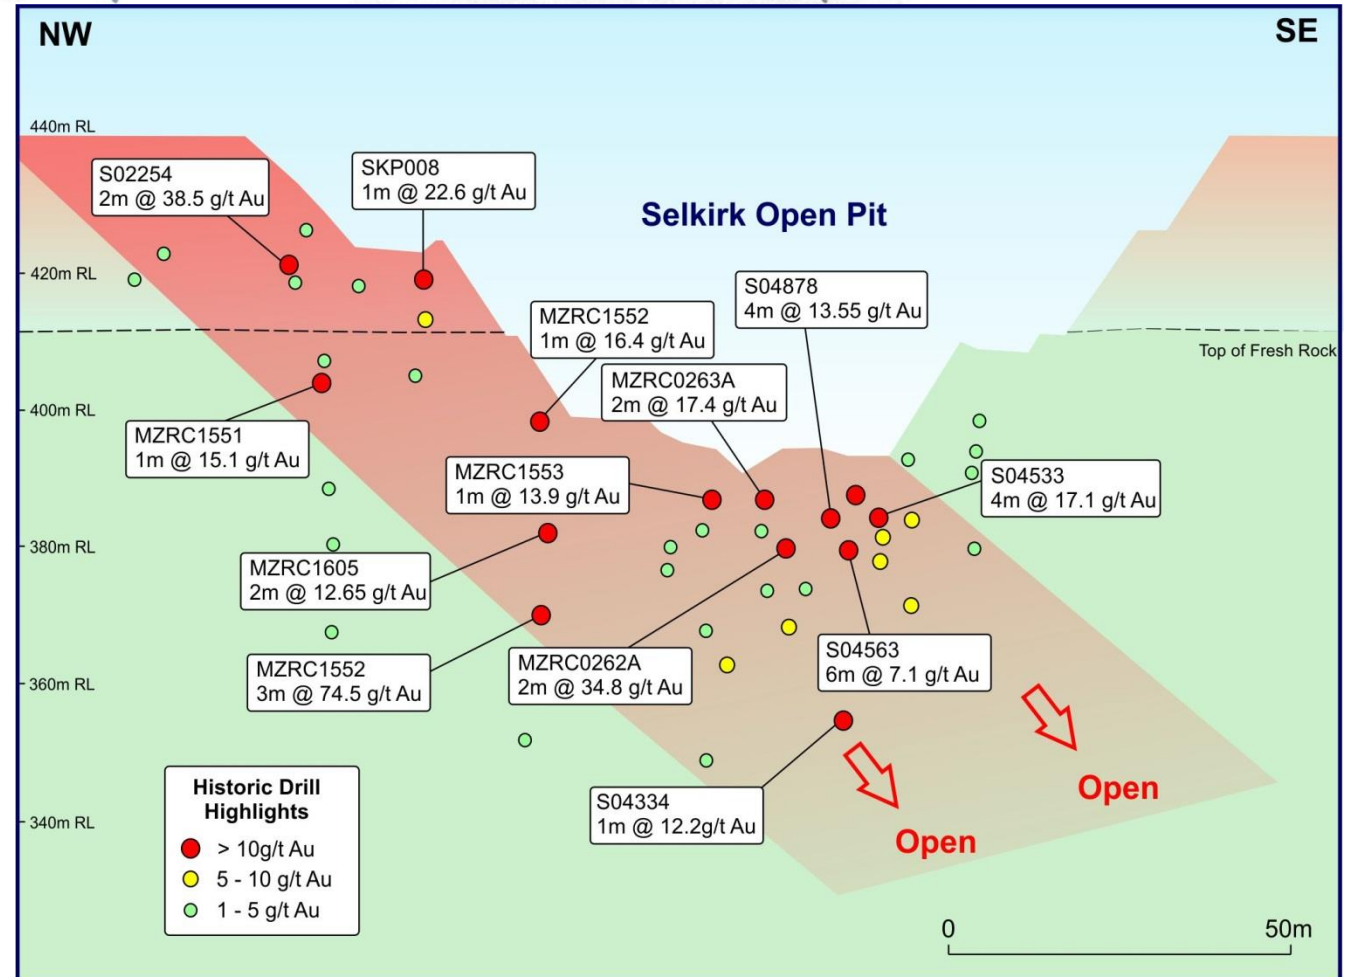 NW
SE
440m RL
S02254
2m @ 38.5 g/t Au
SKP008
1m @ 22.6 g/t Au
Selkirk Open Pit
420m RL
S04878
4m @ 13.55 g/t Au
MZRC1552
1m @ 16.4 g/t Au
Top of Fresh Rock
MZRC0263A
2m @ 17.4 g/t Au
400m RL
MZRC1551
1m @ 15.1 g/t Au
MZRC1553
1m @ 13.9 g/t Au
S04533
4m @ 17.1 g/t Au
380m RL
MZRC1605
2m @ 12.65 g/t Au
MZRC1552
3m @ 74.5 g/t Au
MZRC0262A
2m @ 34.8 g/t Au
S04563
6m @ 7.1 g/t Au
360m RL
Open
S04334
1m @ 12.2g/t Au
Open
340m RL
Historic Drill
Highlights
> 10g/t Au
5 - 10 g/t Au
1 - 5 g/t Au
0
50m